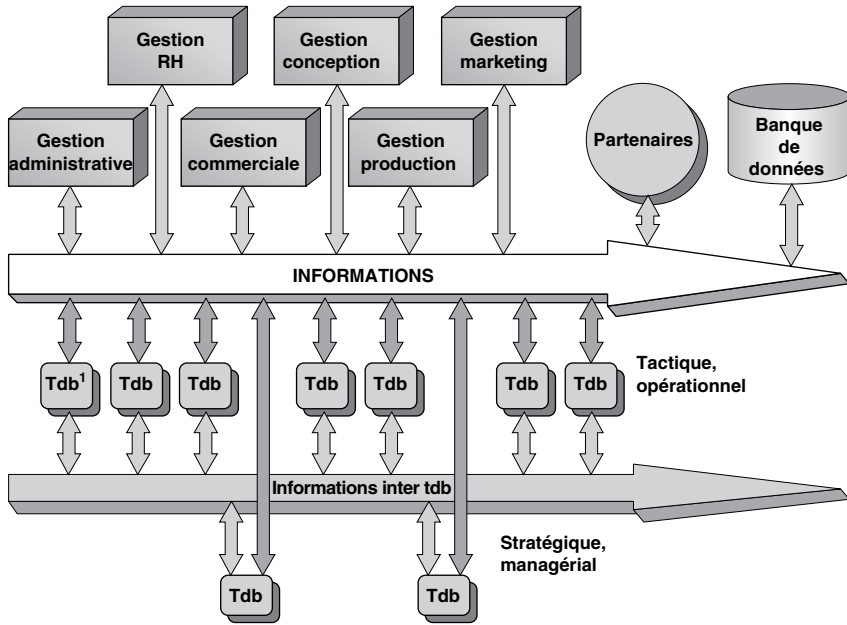 Gestion
RH
Gestion
conception
Gestion
marketing
Gestion
administrative
Gestion
commerciale
Gestion
production
Partenaires
Banque
de
données
INFORMATIONS
Tdb¹
Tdb
Tdb
Tdb
Tdb
Tdb
Tdb
Tactique,
opérationnel
Informations inter tdb
Stratégique,
managérial
Tdb
Tdb